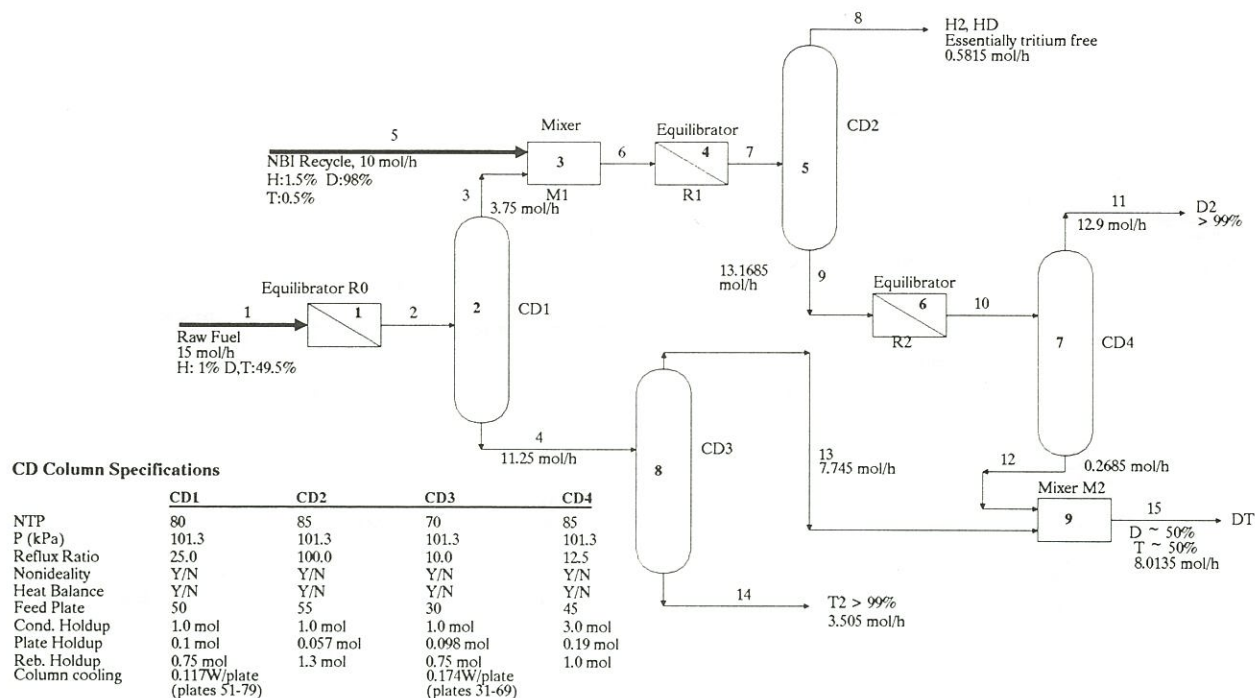 8
H2, HD
Essentially tritium free
0.5815 mol/h
5
NBI Recycle, 10 mol/h
H:1.5% D:98%
T:0.5%
Mixer
3
M1
6
Equilibrator
4
R1
7
5
CD2
3
3.75 mol/h
11
12.9 mol/h
D2
> 99%
13.1685
mol/h
9
Equilibrator
6
R2
10
7
CD4
Equilibrator R0
1
Raw Fuel
15 mol/h
H: 1% D,T:49.5%
1
2
2
CD1
4
11.25 mol/h
8
CD3
13
7.745 mol/h
12
0.2685 mol/h
Mixer M2
9
15
D ~ 50%
T ~ 50%
8.0135 mol/h
DT
14
T2 > 99%
3.505 mol/h
CD Column Specifications
CD1 CD2 CD3 CD4
NTP 80 85 70 85
P (kPa) 101.3 101.3 101.3 101.3
Reflux Ratio 25.0 100.0 10.0 12.5
Nonideality Y/N Y/N Y/N Y/N
Heat Balance Y/N Y/N Y/N Y/N
Feed Plate 50 55 30 45
Cond. Holdup 1.0 mol 1.0 mol 1.0 mol 3.0 mol
Plate Holdup 0.1 mol 0.057 mol 0.098 mol 0.19 mol
Reb. Holdup 0.75 mol 1.3 mol 0.75 mol 1.0 mol
Column cooling 0.117W/plate 0.174W/plate
(plates 51-79) (plates 31-69)